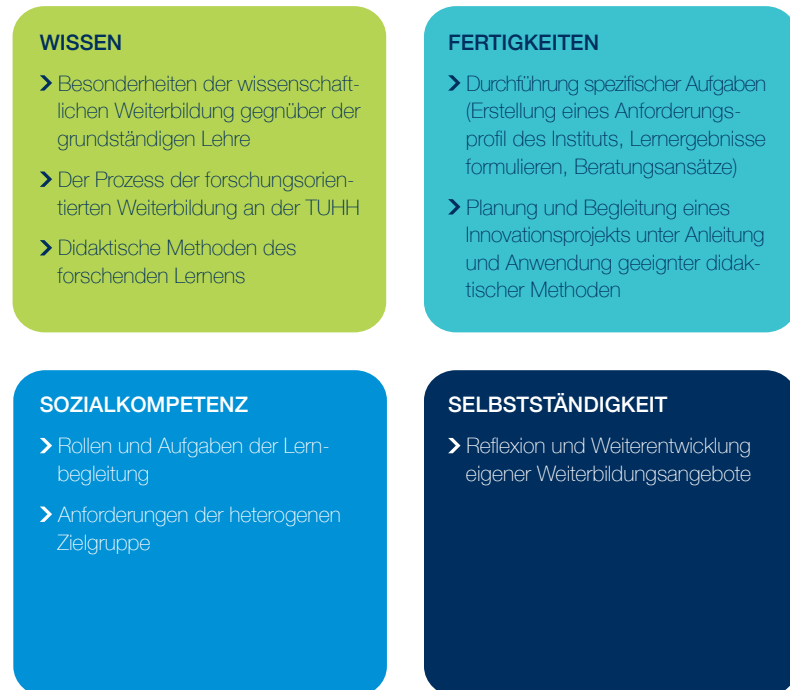 WISSEN
> Besonderheiten der wissenschaft-
lichen Weiterbildung gegnüber der
grundständigen Lehre
> Der Prozess der forschungsorien-
tierten Weiterbildung an der TUHH
> Didaktische Methoden des
forschenden Lernens
FERTIGKEITEN
> Durchführung spezifischer Aufgaben
(Erstellung eines Anforderungs-
profil des Instituts, Lernergebnisse
formulieren, Beratungsansätze)
> Planung und Begleitung eines
Innovationsprojekts unter Anleitung
und Anwendung geeignter didak-
tischer Methoden
SOZIALKOMPETENZ
> Rollen und Aufgaben der Lern-
begleitung
> Anforderungen der heterogenen
Zielgruppe
SELBSTSTÄNDIGKEIT
> Reflexion und Weiterentwicklung
eigener Weiterbildungsangebote